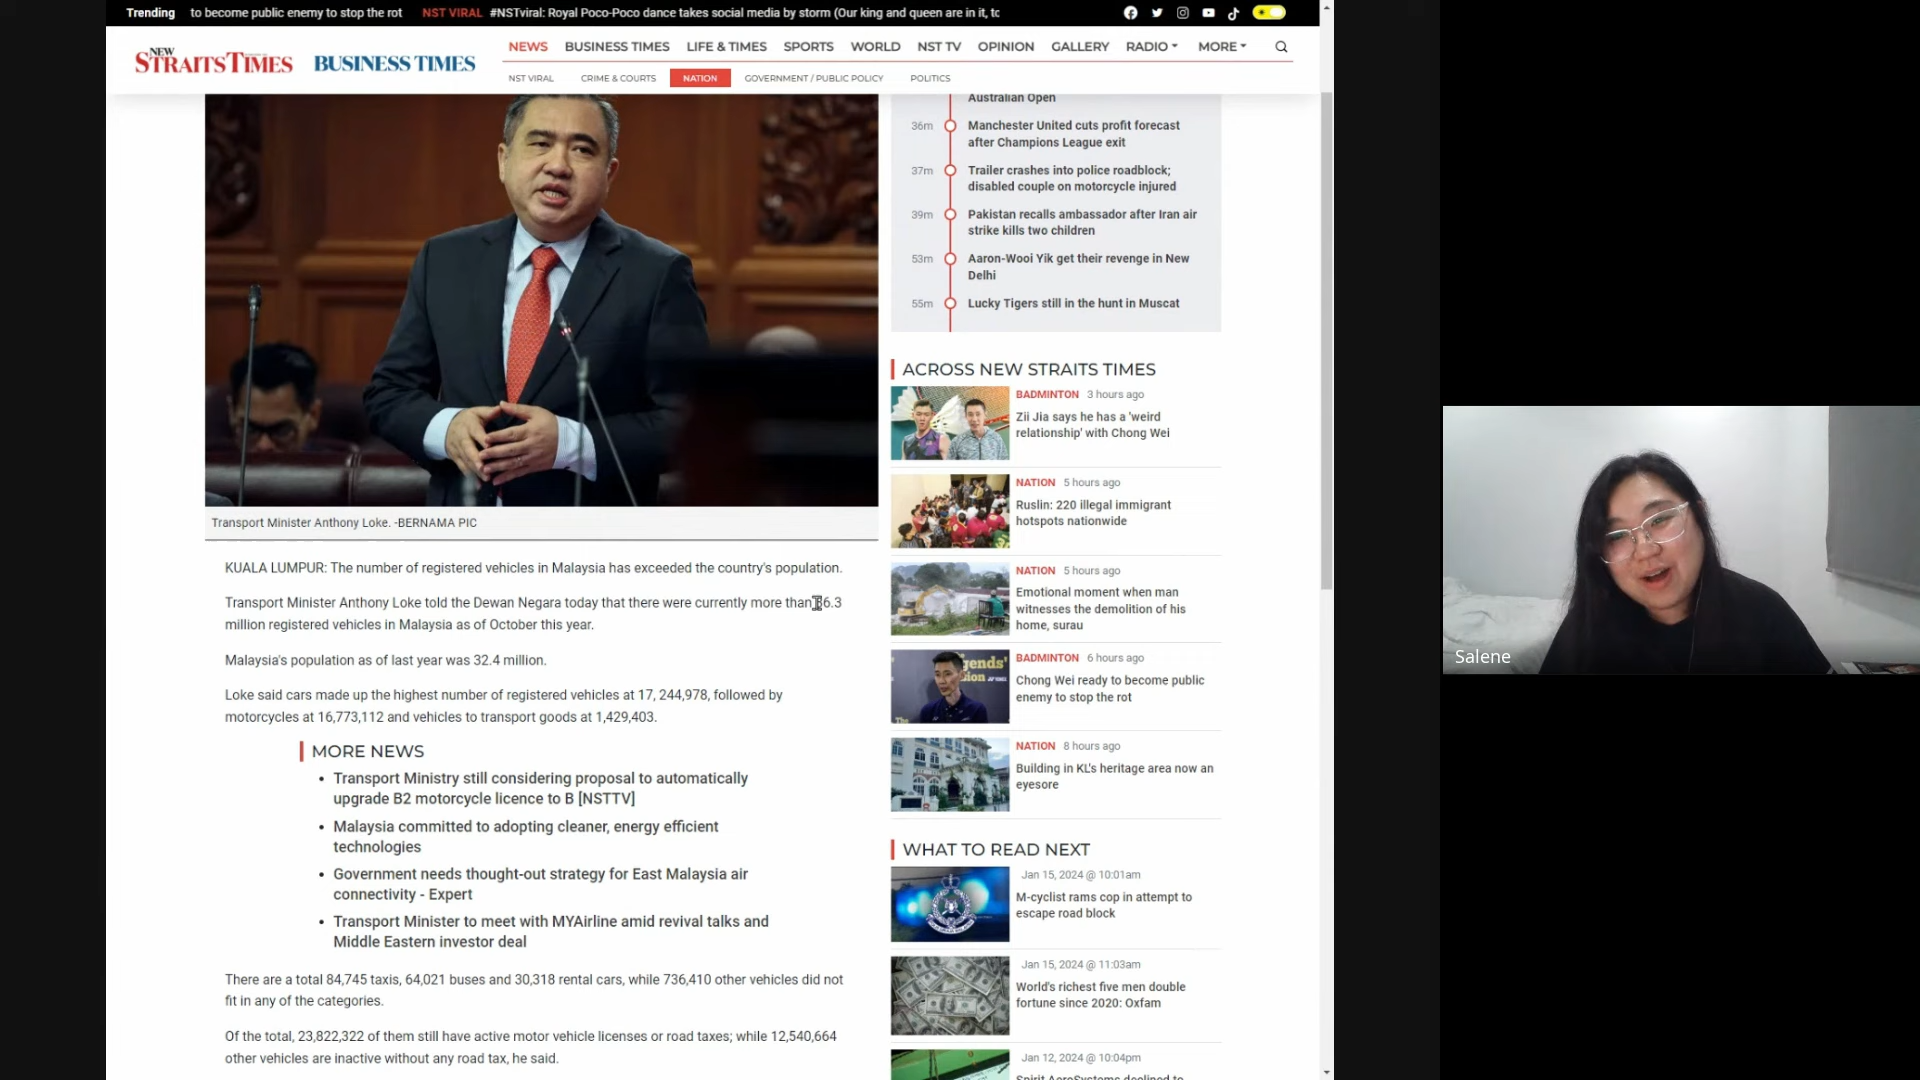 Trending to become public enemy to stop the rot NST VIRAL #NSTviral: Royal Poco-Poco dance takes social media by storm (Our king and queen are in it, tc
NEW STRAITS TIMES BUSINESS TIMES
NEWS BUSINESS TIMES LIFE & TIMES SPORTS WORLD NST TV OPINION GALLERY RADIO MORE
NST VIRAL CRIME & COURTS NATION GOVERNMENT / PUBLIC POLICY POLITICS
Transport Minister Anthony Loke. -BERNAMA PIC
KUALA LUMPUR: The number of registered vehicles in Malaysia has exceeded the country's population.
Transport Minister Anthony Loke told the Dewan Negara today that there were currently more than 36.3
million registered vehicles in Malaysia as of October this year.
Malaysia's population as of last year was 32.4 million.
Loke said cars made up the highest number of registered vehicles at 17, 244,978, followed by
motorcycles at 16,773,112 and vehicles to transport goods at 1,429,403.
MORE NEWS
• Transport Ministry still considering proposal to automatically
upgrade B2 motorcycle licence to B [NSTTV]
• Malaysia committed to adopting cleaner, energy efficient
technologies
• Government needs thought-out strategy for East Malaysia air
connectivity - Expert
• Transport Minister to meet with MYAirline amid revival talks and
Middle Eastern investor deal
There are a total 84,745 taxis, 64,021 buses and 30,318 rental cars, while 736,410 other vehicles did not
fit in any of the categories.
Of the total, 23,822,322 of them still have active motor vehicle licenses or road taxes; while 12,540,664
other vehicles are inactive without any road tax, he said.
Australian Open
36m Manchester United cuts profit forecast
after Champions League exit
37m Trailer crashes into police roadblock;
disabled couple on motorcycle injured
39m Pakistan recalls ambassador after Iran air
strike kills two children
53m Aaron-Wooi Yik get their revenge in New
Delhi
55m Lucky Tigers still in the hunt in Muscat
ACROSS NEW STRAITS TIMES
BADMINTON 3 hours ago
Zii Jia says he has a 'weird
relationship' with Chong Wei
NATION 5 hours ago
Ruslin: 220 illegal immigrant
hotspots nationwide
NATION 5 hours ago
Emotional moment when man
witnesses the demolition of his
home, surau
BADMINTON 6 hours ago
Chong Wei ready to become public
enemy to stop the rot
NATION 8 hours ago
Building in KL's heritage area now an
eyesore
WHAT TO READ NEXT
Jan 15, 2024 @ 10:01am
M-cyclist rams cop in attempt to
escape road block
Jan 15, 2024 @ 11:03am
World's richest five men double
fortune since 2020: Oxfam
Jan 12, 2024 @ 10:04pm
Spirit AeroSystems declined to
Salene